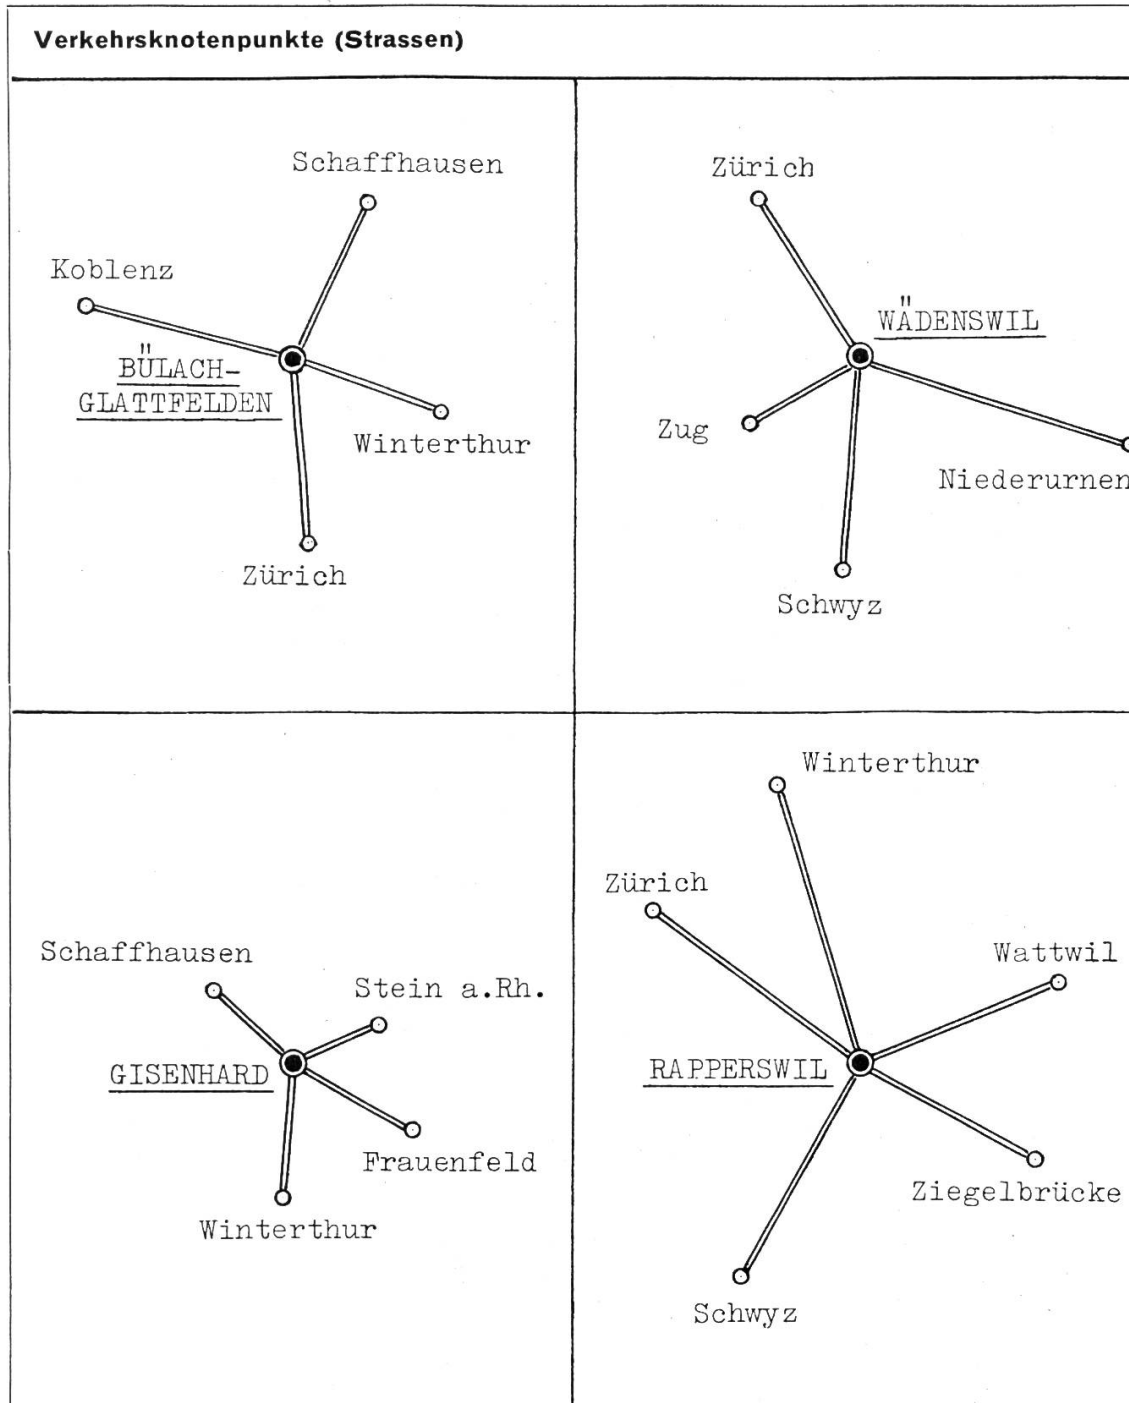 Verkehrsknotenpunkte (Strassen)
Schaffhausen
Koblenz
BÜLACH-
GLATTFELDEN
Winterthur
Zürich
Zürich
WÄDENSWIL
Zug
Niederurnen
Schwyz
Schaffhausen
Stein a.Rh.
GISENHARD
Frauenfeld
Winterthur
Winterthur
Zürich
Wattwil
RAPPERSWIL
Ziegelbrücke
Schwyz